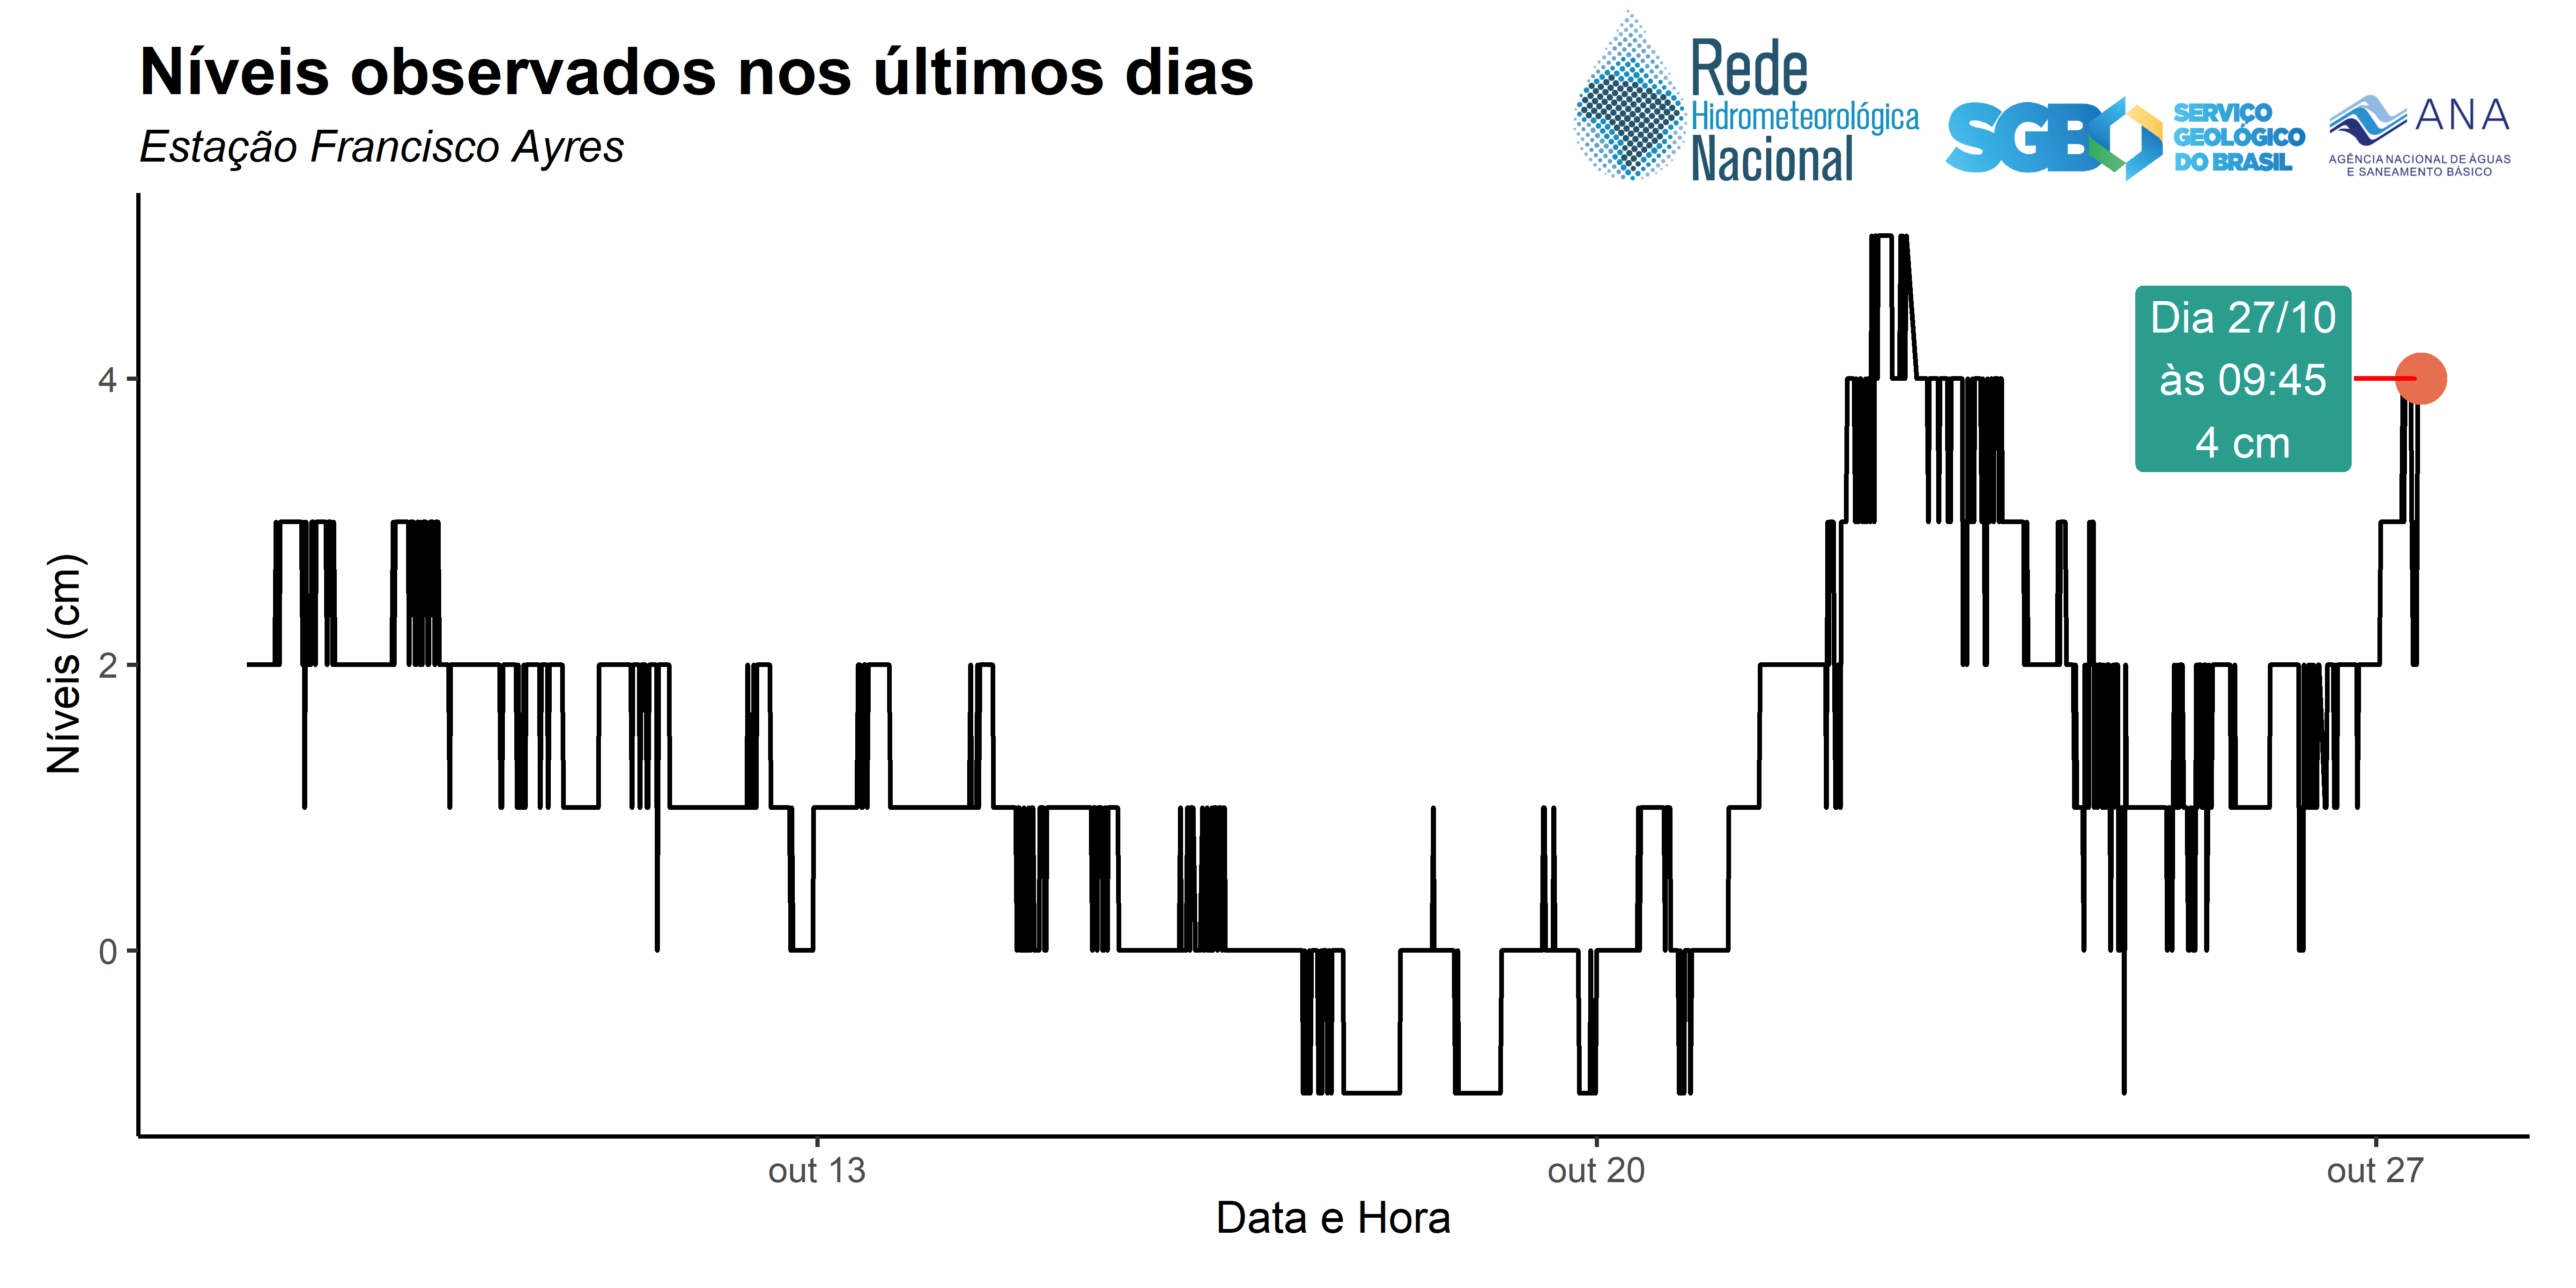 Níveis observados nos últimos dias
Estação Francisco Ayres
Rede
Hidrometeorológica
Nacional
SGB
SERVIÇO
GEOLÓGICO
DO BRASIL
ANA
AGÊNCIA NACIONAL DE ÁGUAS
E SANEAMENTO BÁSICO
Dia 27/10
às 09:45
4 cm
Níveis (cm)
4
2
0
out 13
out 20
out 27
Data e Hora